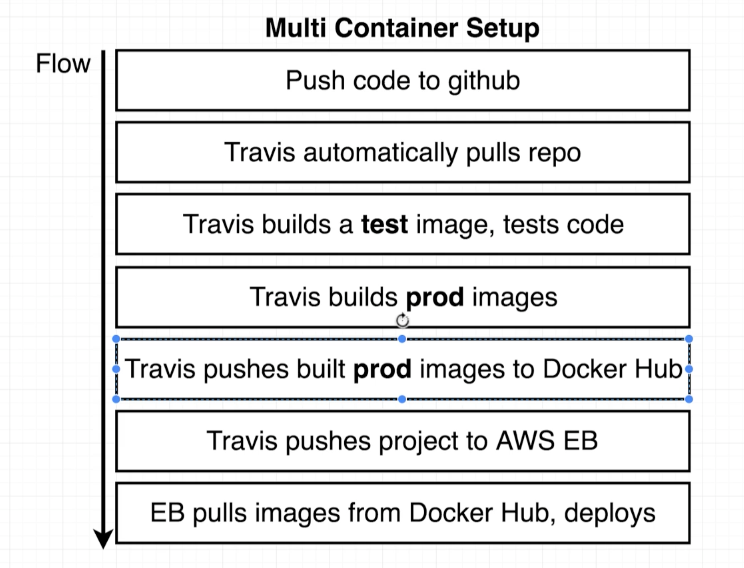 Multi Container Setup
Flow
Push code to github
Travis automatically pulls repo
Travis builds a test image, tests code
Travis builds prod images
Travis pushes built prod images to Docker Hub
Travis pushes project to AWS EB
EB pulls images from Docker Hub, deploys